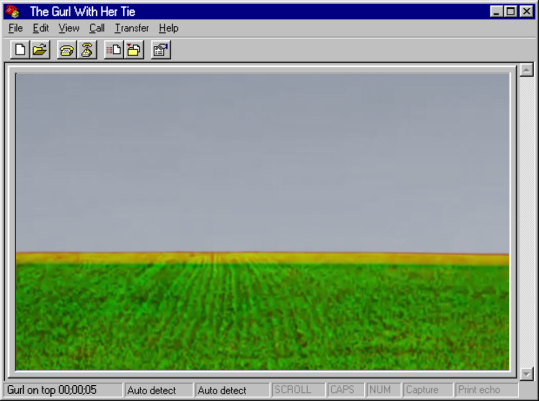 The Gurl With Her Tie
File Edit View Call Transfer Help
Gurl on top 00;00;05 Auto detect Auto detect SCROLL CAPS NUM Capture Print echo